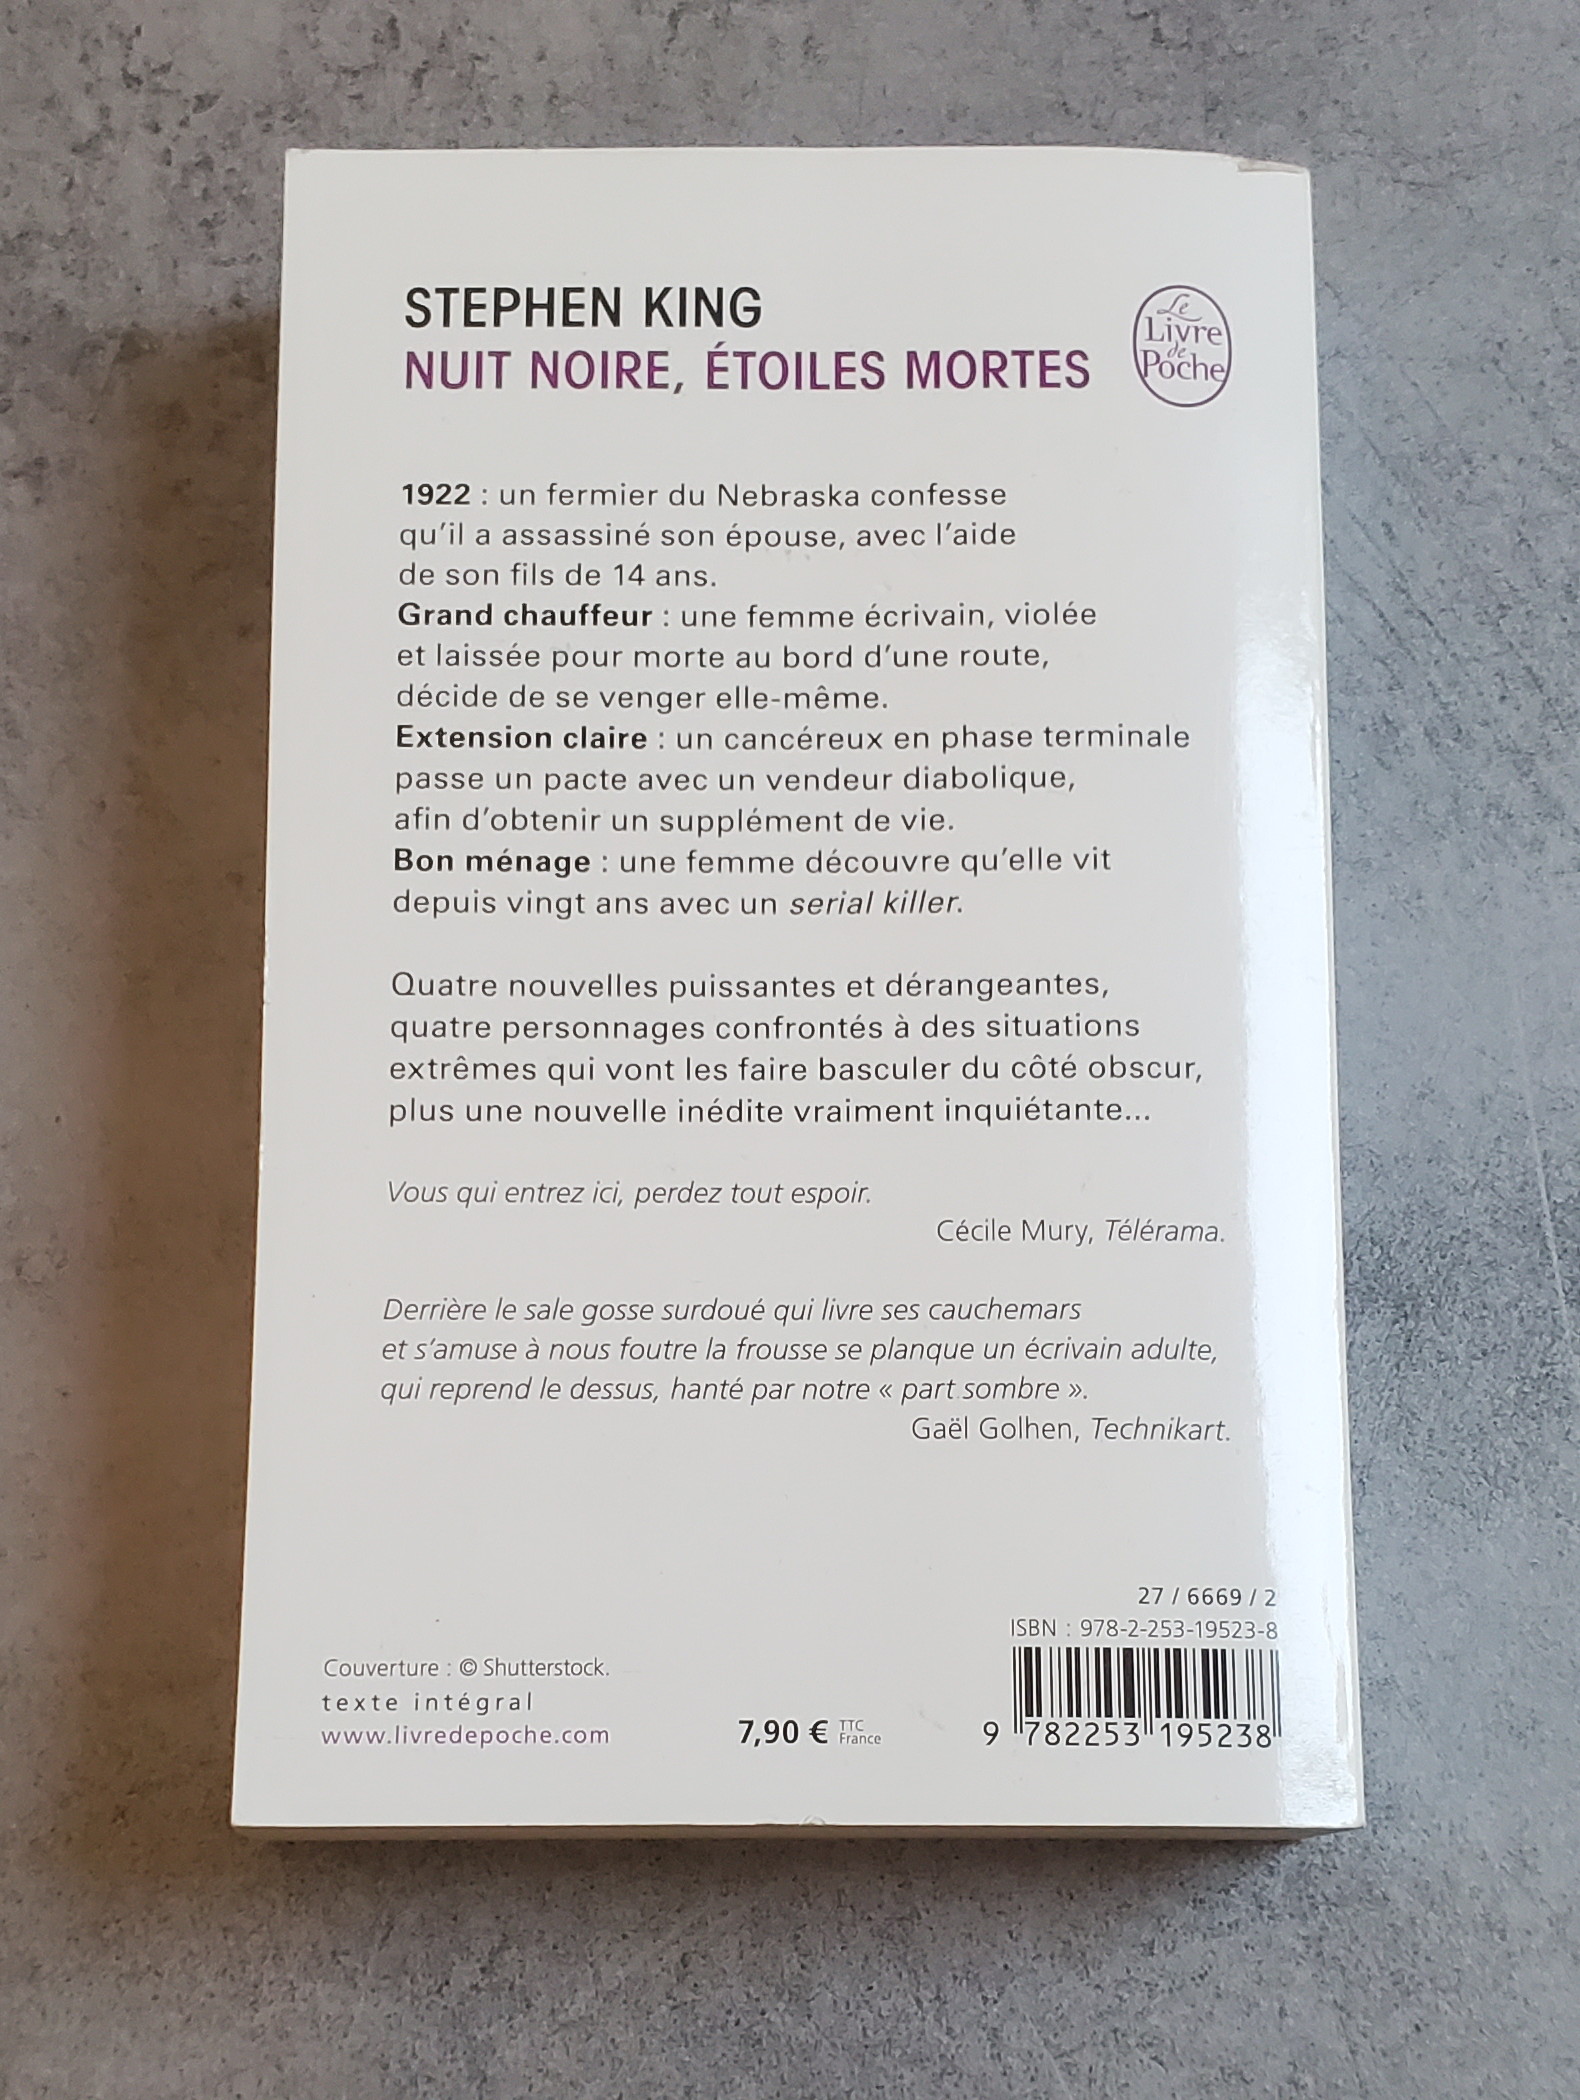 STEPHEN KING
NUIT NOIRE, ÉTOILES MORTES
Le
Livre
de
Poche
1922 : un fermier du Nebraska confesse
qu'il a assassiné son épouse, avec l'aide
de son fils de 14 ans.
Grand chauffeur : une femme écrivain, violée
et laissée pour morte au bord d'une route,
décide de se venger elle-même.
Extension claire : un cancéreux en phase terminale
passe un pacte avec un vendeur diabolique,
afin d'obtenir un supplément de vie.
Bon ménage : une femme découvre qu'elle vit
depuis vingt ans avec un serial killer.
Quatre nouvelles puissantes et dérangeantes,
quatre personnages confrontés à des situations
extrêmes qui vont les faire basculer du côté obscur,
plus une nouvelle inédite vraiment inquiétante...
Vous qui entrez ici, perdez tout espoir.
Cécile Mury, Télérama.
Derrière le sale gosse surdoué qui livre ses cauchemars
et s'amuse à nous foutre la frousse se planque un écrivain adulte,
qui reprend le dessus, hanté par notre « part sombre ».
Gaël Golhen, Technikart.
27 / 6669 / 2
ISBN : 978-2-253-19523-8
Couverture : © Shutterstock.
texte intégral
www.livredepoche.com
7,90 € TTC France
9 782253 195238